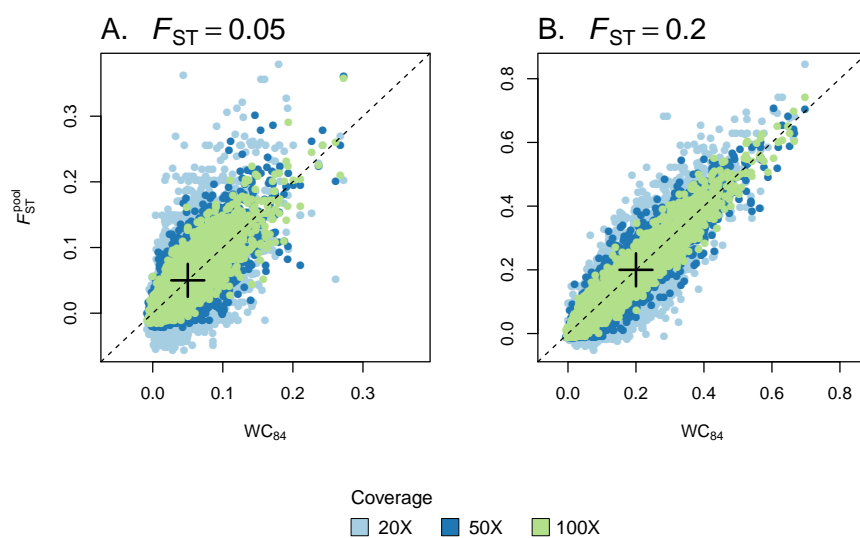 A. F_ST = 0.05
B. F_ST = 0.2
F_ST^pool
0.3
0.2
0.1
0.0
0.0 0.1 0.2 0.3
WC_84
0.8
0.6
0.4
0.2
0.0
0.0 0.2 0.4 0.6 0.8
WC_84
Coverage
20X 50X 100X